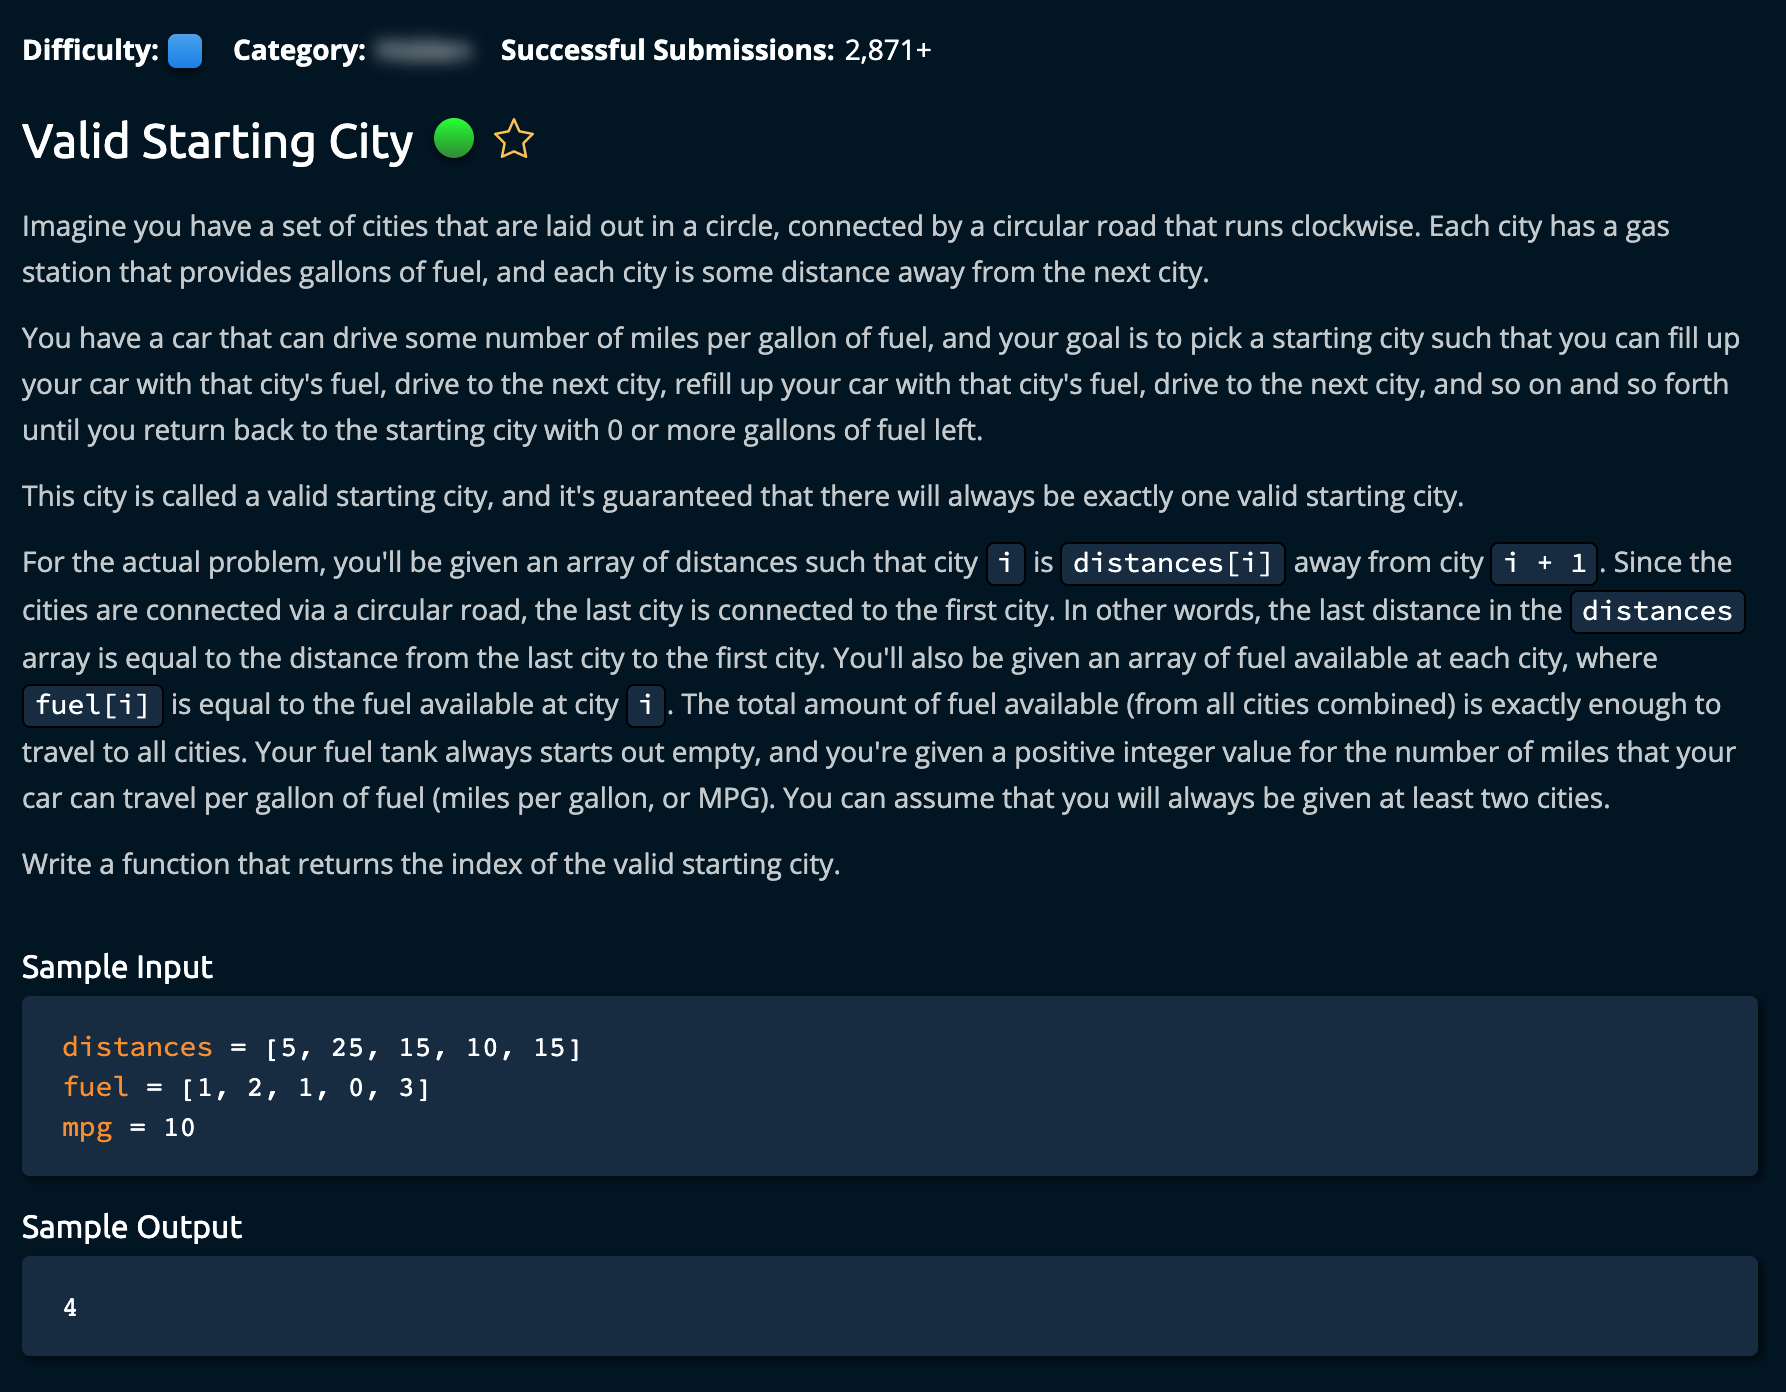 Difficulty: Category: Successful Submissions: 2,871+
Valid Starting City
Imagine you have a set of cities that are laid out in a circle, connected by a circular road that runs clockwise. Each city has a gas
station that provides gallons of fuel, and each city is some distance away from the next city.
You have a car that can drive some number of miles per gallon of fuel, and your goal is to pick a starting city such that you can fill up
your car with that city's fuel, drive to the next city, refill up your car with that city's fuel, drive to the next city, and so on and so forth
until you return back to the starting city with 0 or more gallons of fuel left.
This city is called a valid starting city, and it's guaranteed that there will always be exactly one valid starting city.
For the actual problem, you'll be given an array of distances such that city i is distances[i] away from city i + 1. Since the
cities are connected via a circular road, the last city is connected to the first city. In other words, the last distance in the distances
array is equal to the distance from the last city to the first city. You'll also be given an array of fuel available at each city, where
fuel[i] is equal to the fuel available at city i. The total amount of fuel available (from all cities combined) is exactly enough to
travel to all cities. Your fuel tank always starts out empty, and you're given a positive integer value for the number of miles that your
car can travel per gallon of fuel (miles per gallon, or MPG). You can assume that you will always be given at least two cities.
Write a function that returns the index of the valid starting city.
Sample Input
distances = [5, 25, 15, 10, 15]
fuel = [1, 2, 1, 0, 3]
mpg = 10
Sample Output
4